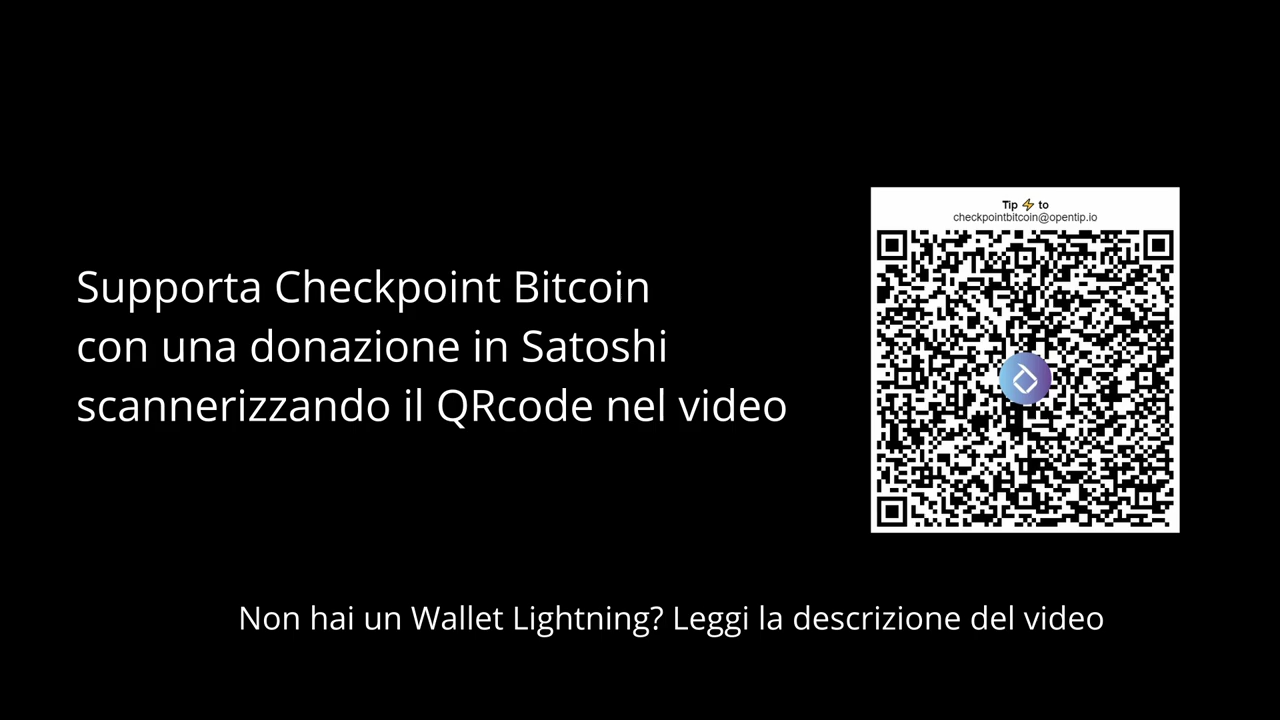 Tip ⚡ to
checkpointbitcoin@opentip.io
Supporta Checkpoint Bitcoin
con una donazione in Satoshi
scannerizzando il QRcode nel video
Non hai un Wallet Lightning? Leggi la descrizione del video